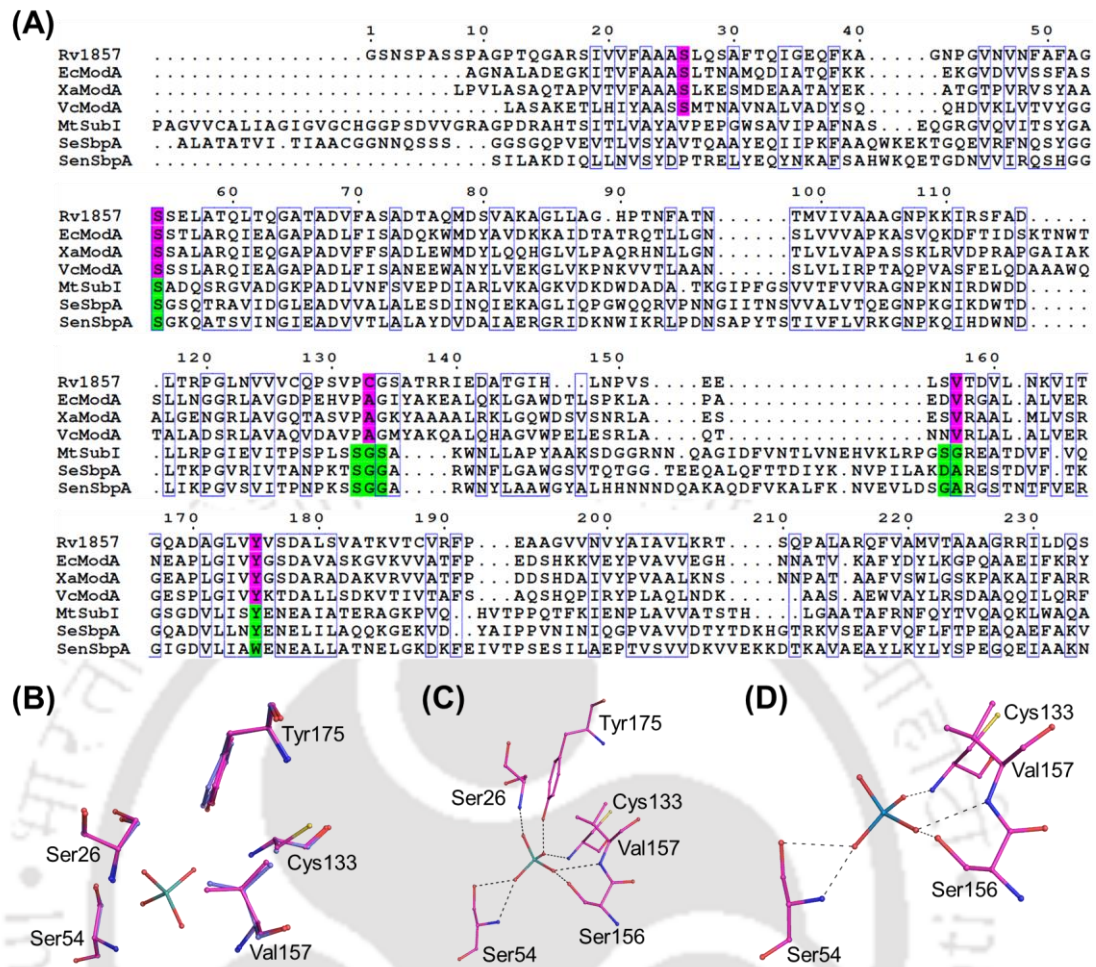 (A)
1 10 20 30 40 50
Rv1857 ..................GSNSPASSPAGPTQGARSIVVFAAASLQSAFTQIGEQFKA.....GNPGVNVNFAFAG
EcModA ..........................AGNALADEGKITVFAAASLTNAMQDIATQFKK.....EKGVDVVSSFAS
XaModA .........................LPVLASAQTAPVTVFAAASLKESMDEAATAYEK.....ATGTPVRVSYAG
VcModA .............................LASAKETLHIYAASSMTNAVNALVADYSQ.....QHDVKLVTVYGG
MtSubI PAGVVCALIAGIGVGCHGGPSDVVGRAGPDRAHTSITLVAYAVPEPGWSAVIPAFNAS..EQGRGVQVITSYGA
SeSbpA ..ALATATVI.TIAACGGNNQSSS...GGSGQPVEVTLVSYAVTQAAYEQIIPKFAAQWKEKTGQEVRFNQSYGG
SenSbpA ............................SILAKDIQLLNVSYDPTRELYEQYNKAFSAHWKQETGDNVVIRQSHGG
60 70 80 90 100 110
Rv1857 SSELATQLTQGATADVFASADTAQMDSVAKAGLLAG.HPTNFATN......TMVIVAAAGNPKKIRSFAD.....
EcModA SSTLARQIEAGAPADLFISADQKWMDYAVDKKAIDTATRQTLLGN......SLVVVAPKASVQKDFTIDSKTNWT
XaModA SSALARQIEQGAPADVFFSADLEWMDYLQQHGLVLPAQRHNLLGN......SLVLVAPASSKLRVDPRAPGAIAK
VcModA SSSLARQIEAGAPADLFISANEEWANYLVEKGLVKPNKVVTLAAN......SLVLIRPTAQPVASFELQDAAAWQ
MtSubI SADQSRGVADGKPADLVNFSVEPDIARLVKAGKVDKDWDADA.TKGIPFGSVVTFVVRAGNPKNIRDWDD.....
SeSbpA SGSQTRAVIDGLEADVVALALESDINQIEKAGLIQPGWQQRVPNNGIITNSVVALVTQEGNPKGIKDWTD.....
SenSbpA SGKQATSVINGIEADVVTLALAYDVDAIAERGRIDKNWIKRLPDNSAPYTSTIVFLVRKGNPKQIHDWND.....
120 130 140 150 160
Rv1857 .LTRPGLNVVVCQPSVPCGSATRRIEDATGIH..LNPVS....EE.............LSVTDVL.NKVIT
EcModA SLLNGGRLAVGDPEHVPAGIYAKEALQKLGAWDTLSPKLA...PA.............EDVRGAL.ALVER
XaModA ALGENGRLAVGQTASVPAGKYAAAALRKLGQWDSVSNRLA...ES.............ESVRAAL.MLVSR
VcModA TALADSRLAVAQVDAVPAGMYAKQALQHAGVWPELESRLA...QT.............NNVRLAL.ALVER
MtSubI .LLRPGIEVITPSPLSSGSA....KWNLLAPYAAKSDGGRNN.QAGIDFVNTLVNEHVKLRPGSGREATDVF.VQ
SeSbpA .LTKPGVRIVTANPKTSGGA....RWNFLGAWGSVTQTGG.TEEQALQFTTDIYK.NVPILAKDARESTDVF.TK
SenSbpA .LIKPGVSVITPNPKSSGGA....RWNYLAAWGYALHHNNNDQAKAQDFVKALFK.NVEVLDSGARGSTNTFVER
170 180 190 200 210 220 230
Rv1857 GQADAGLVYVSDALSVATKVTCVRFP...EAAGVVNVYAIAVLKRT....SQPALARQFVAMVTAAAGRRILDQS
EcModA NEAPLGIVYGSDAVASKGVKVVATFP...EDSHKKVEYPVAVVEGH....NNATV.KAFYDYLKGPQAAEIFKRY
XaModA GEAPLGIVYGSDARADAKVRVVATFP...DDSHDAIVYPVAALKNS....NNPAT.AAFVSWLGSKPAKAIFARR
VcModA GESPLGIVYKTDALLSDKVTIVTAFS...AQSHQPIRYPLAQLNDK....AAS.AEWVAYLRSDAAQQILQRF
MtSubI GSGDVLISYENEAIATERAGKPVQ..HVTPPQTFKIENPLAVVATSTH...LGAATAFRNFQYTVQAQKLWAQA
SeSbpA GQADVLLNYENELILAQQKGEKVD..YAIPPVNININQGPVAVVDTYTDKHGTRKVSEAFVQFLFTPEAQAEFAKV
SenSbpA GIGDVLIAWENEALLATNELGKDKFEIVTPSESILAEPTVSVVDKVVEKKDTKAVAEAYLKYLYSPEGQEIAAKN
(B)
Tyr175
Ser26
Cys133
Ser54
Val157
(C)
Tyr175
Ser26
Cys133
Val157
Ser156
Ser54
(D)
Cys133
Val157
Ser156
Ser54